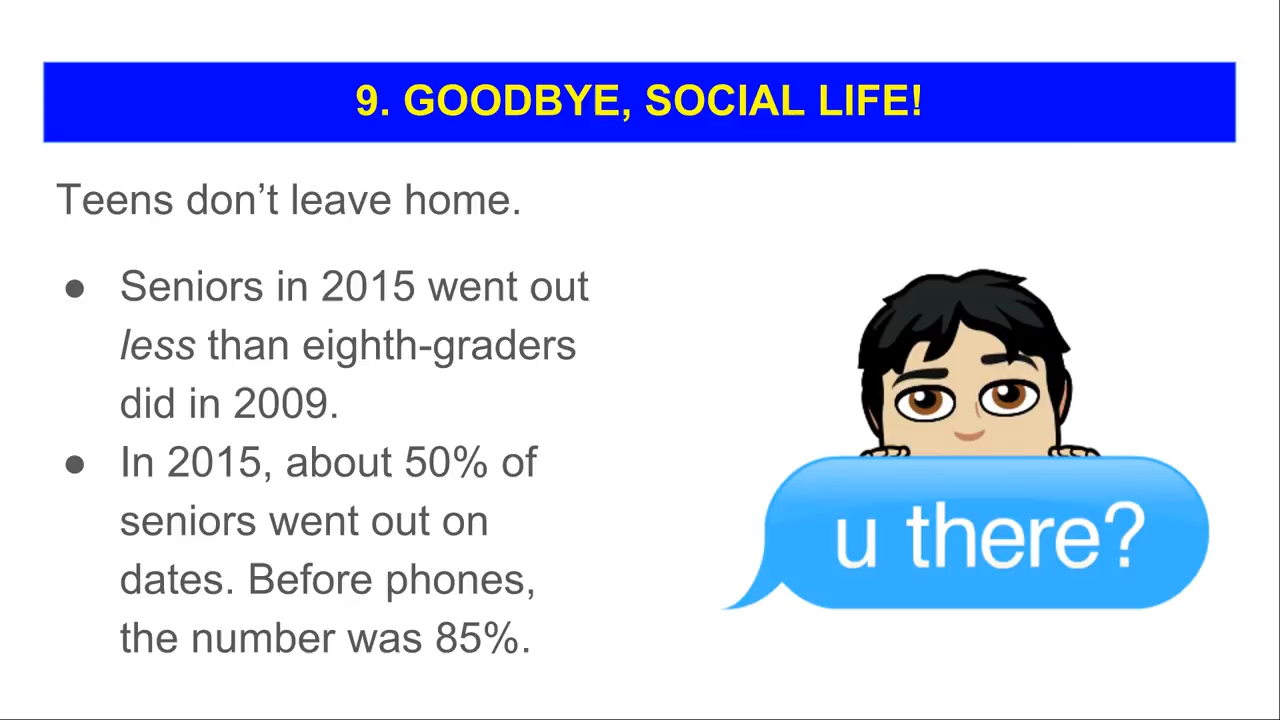 9. GOODBYE, SOCIAL LIFE!
Teens don’t leave home.
● Seniors in 2015 went out
less than eighth-graders
did in 2009.
● In 2015, about 50% of
seniors went out on
dates. Before phones,
the number was 85%.
u there?